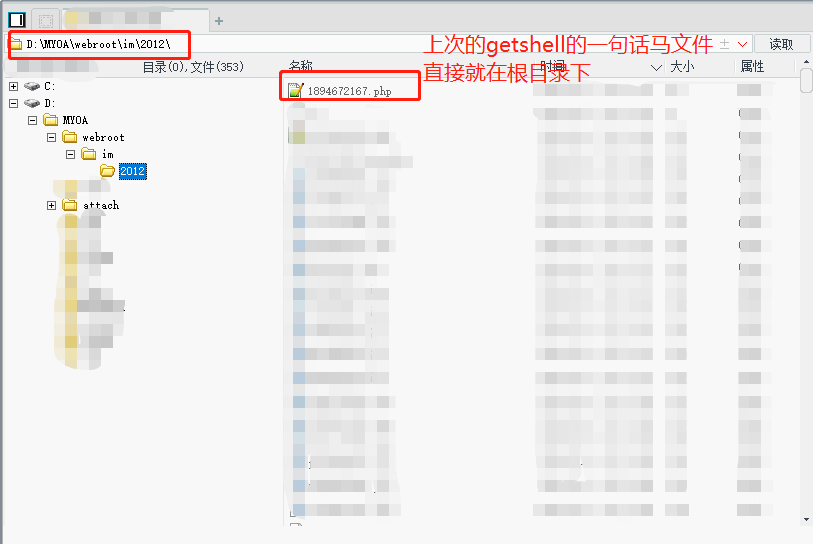 D:\MYOA\webroot\im\2012\
读取
上次的getshell的一句话马文件
直接就在根目录下
目录(0),文件(353)
名称
时间
大小
属性
C:
D:
MYOA
webroot
im
2012
attach
1894672167.php